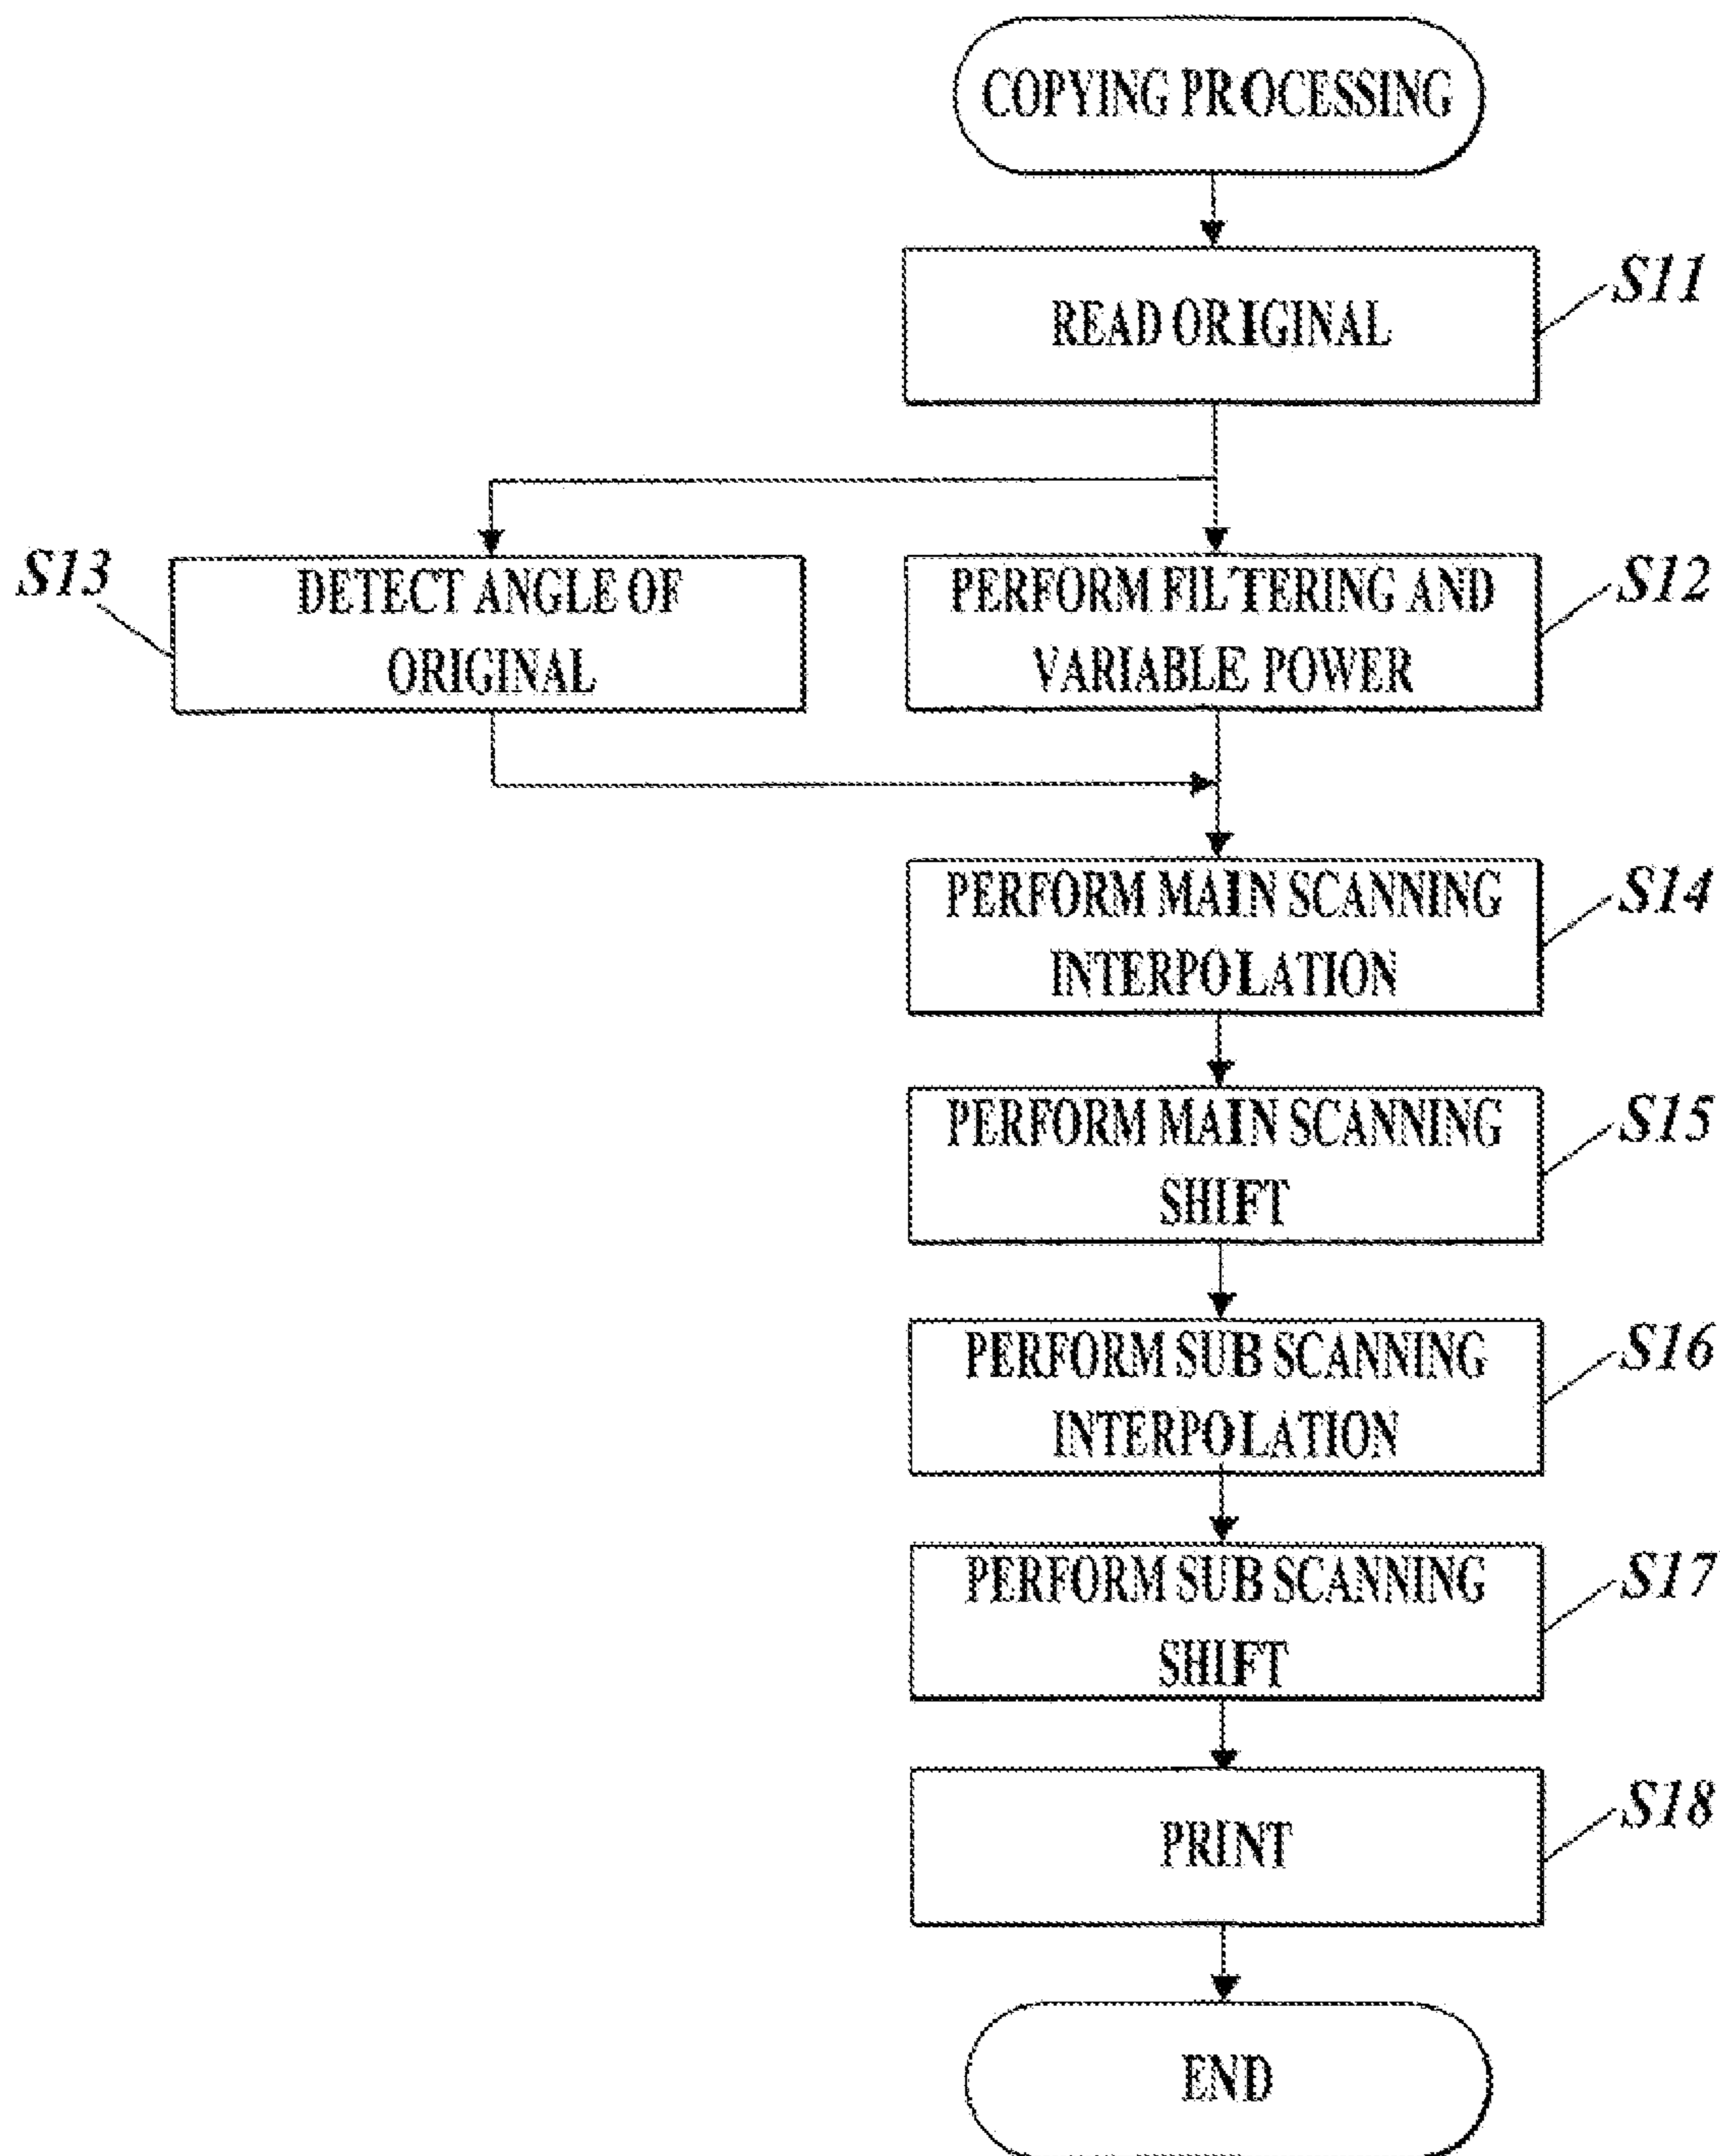 COPYING PROCESSING
READ ORIGINAL
S11
S13
DETECT ANGLE OF
ORIGINAL
PERFORM FILTERING AND
VARIABLE POWER
S12
PERFORM MAIN SCANNING
INTERPOLATION
S14
PERFORM MAIN SCANNING
SHIFT
S15
PERFORM SUB SCANNING
INTERPOLATION
S16
PERFORM SUB SCANNING
SHIFT
S17
PRINT
S18
END